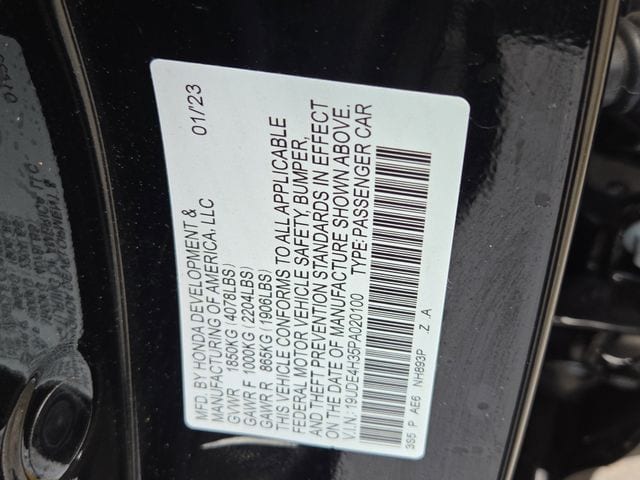 MFD. BY HONDA DEVELOPMENT &
MANUFACTURING OF AMERICA, LLC 01/'23
GVWR 1850KG (4078LBS)
GAWR F 1000KG (2204LBS)
GAWR R 865KG (1906LBS)
THIS VEHICLE CONFORMS TO ALL APPLICABLE
FEDERAL MOTOR VEHICLE SAFETY, BUMPER,
AND THEFT PREVENTION STANDARDS IN EFFECT
ON THE DATE OF MANUFACTURE SHOWN ABOVE.
V.I.N.: 19UDE4H35PA020100 TYPE:PASSENGER CAR
3S5 P AE6 NH893P Z A